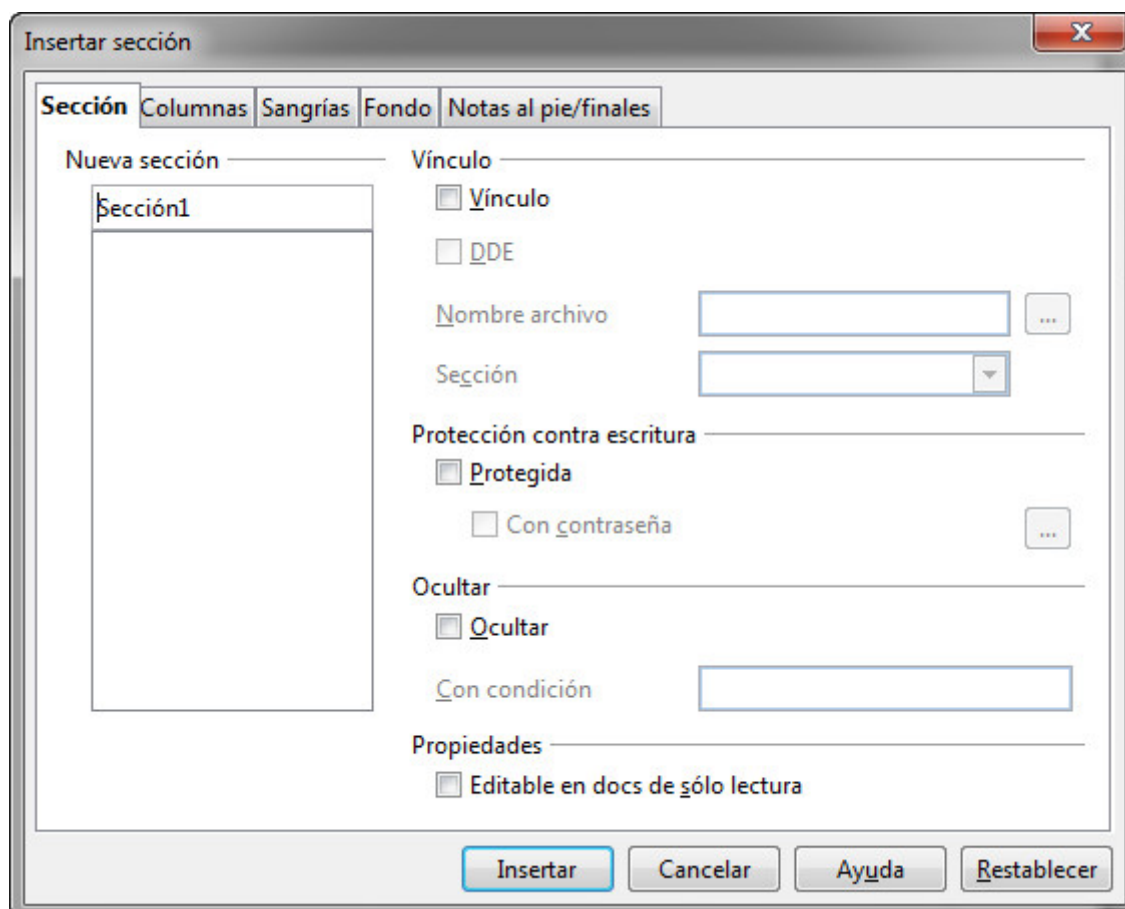 Insertar sección
Sección Columnas Sangrías Fondo Notas al pie/finales
Nueva sección
Sección1
Vínculo
Vínculo
DDE
Nombre archivo
...
Sección
Protección contra escritura
Protegida
Con contraseña
...
Ocultar
Ocultar
Con condición
Propiedades
Editable en docs de sólo lectura
Insertar Cancelar Ayuda Restablecer